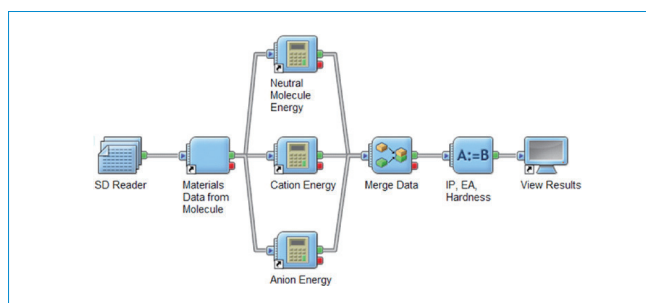 Neutral
Molecule
Energy
A:=B
SD Reader
Materials
Data from
Molecule
Cation Energy
Merge Data
IP, EA,
Hardness
View Results
Anion Energy